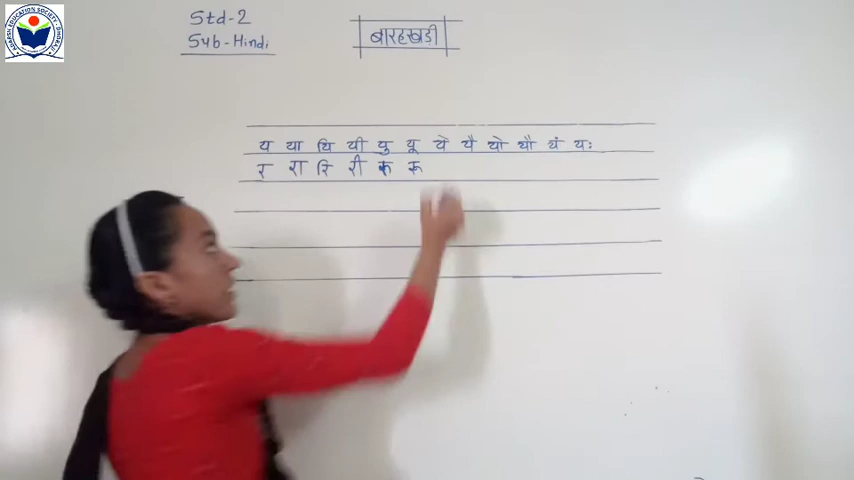 Std-2
Sub-Hindi
बारहखडी
य या यि यी यु यू ये यै यो यौ यं यः
र रा रि री रु रू